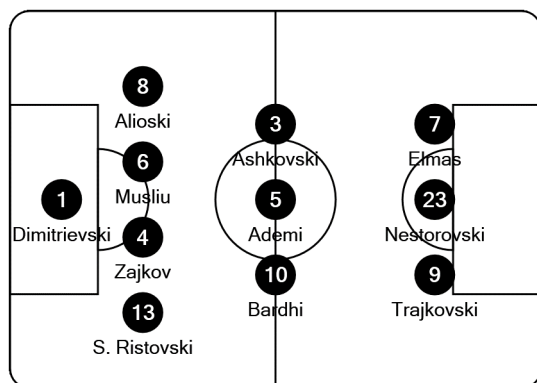 8
Alioski
6
Musliu
1
Dimitrievski
4
Zajkov
13
S. Ristovski
3
Ashkovski
5
Ademi
10
Bardhi
7
Elmas
23
Nestorovski
9
Trajkovski